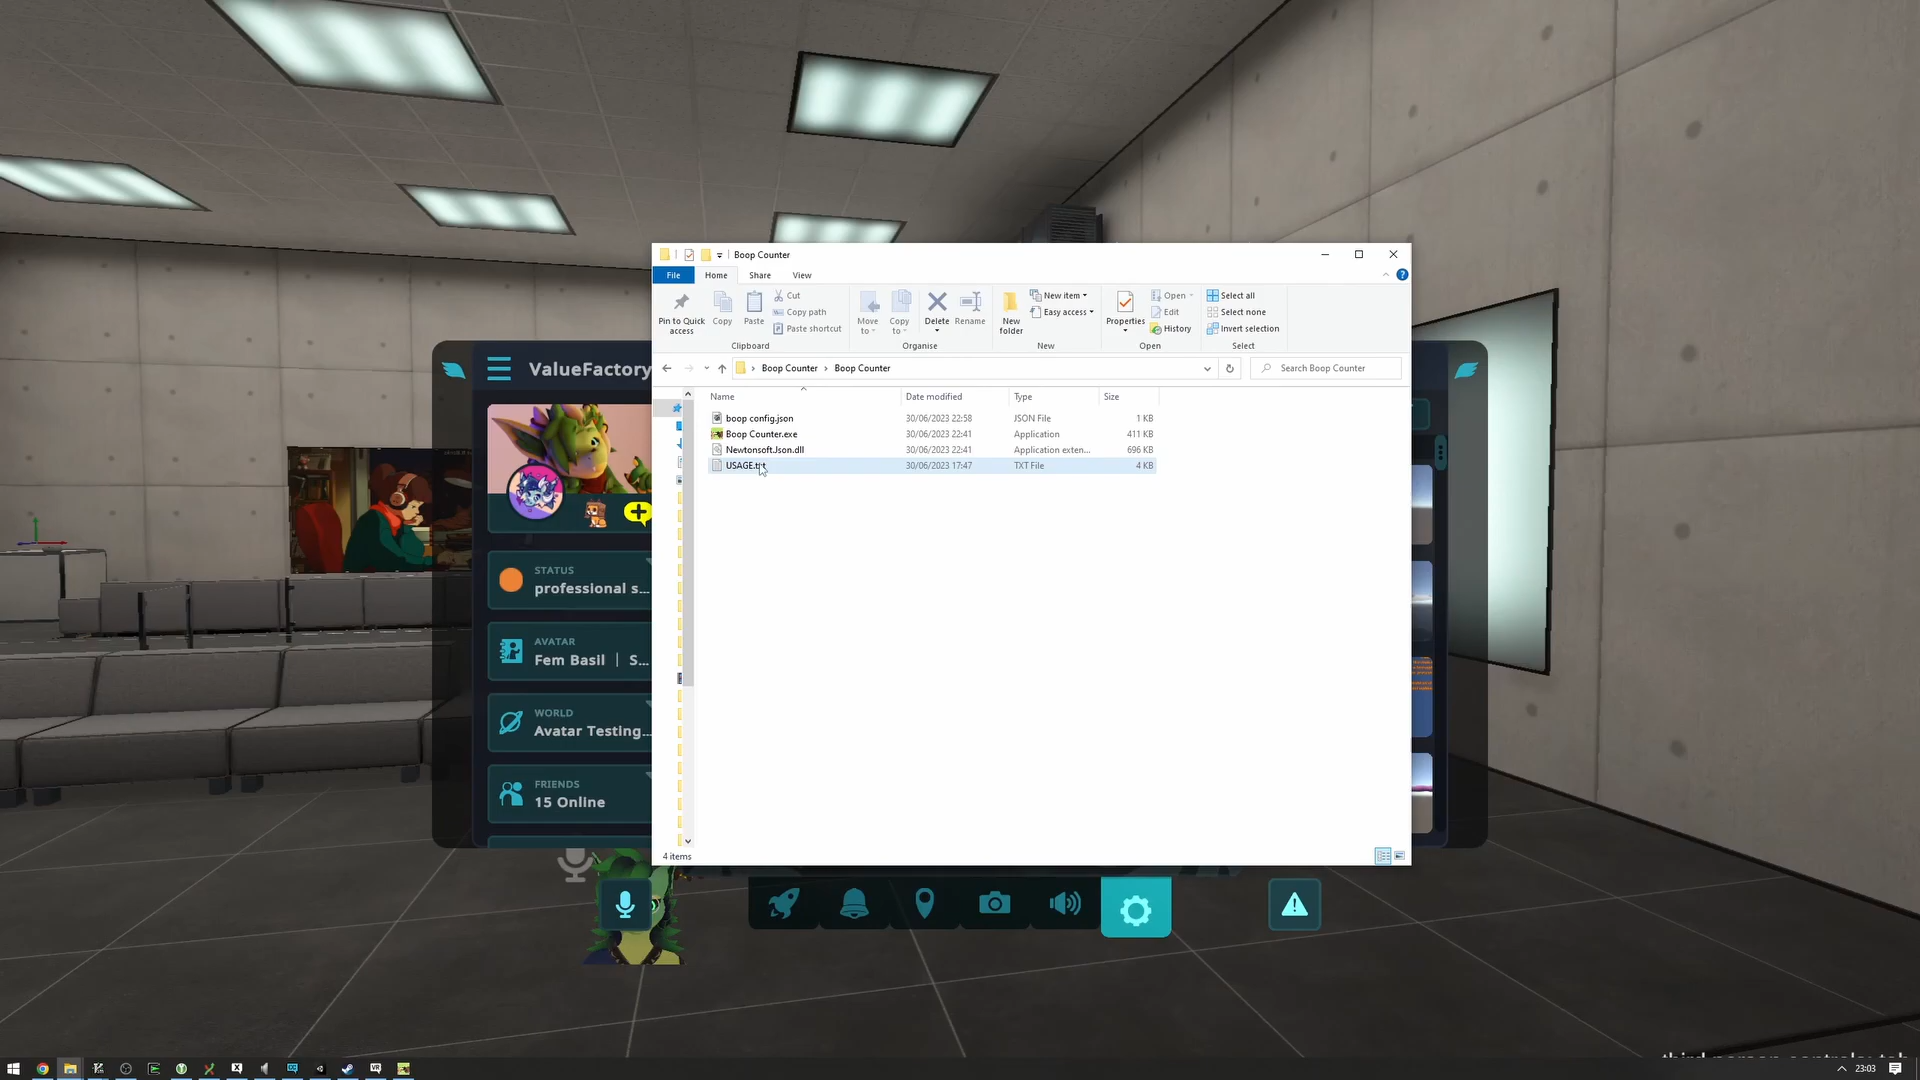 Boop Counter
File Home Share View
Pin to Quick access
Copy
Paste
Cut
Copy path
Paste shortcut
Clipboard
Move to
Copy to
Delete
Rename
Organise
New folder
New item
Easy access
New
Properties
Open
Edit
History
Open
Select all
Select none
Invert selection
Select
Boop Counter › Boop Counter
Search Boop Counter
Name Date modified Type Size
boop config.json 30/06/2023 22:58 JSON File 1 KB
Boop Counter.exe 30/06/2023 22:41 Application 411 KB
Newtonsoft.Json.dll 30/06/2023 22:41 Application exten... 696 KB
USAGE.txt 30/06/2023 17:47 TXT File 4 KB
4 items
ValueFactory
STATUS
professional s...
AVATAR
Fem Basil | S...
WORLD
Avatar Testing...
FRIENDS
15 Online
23:03